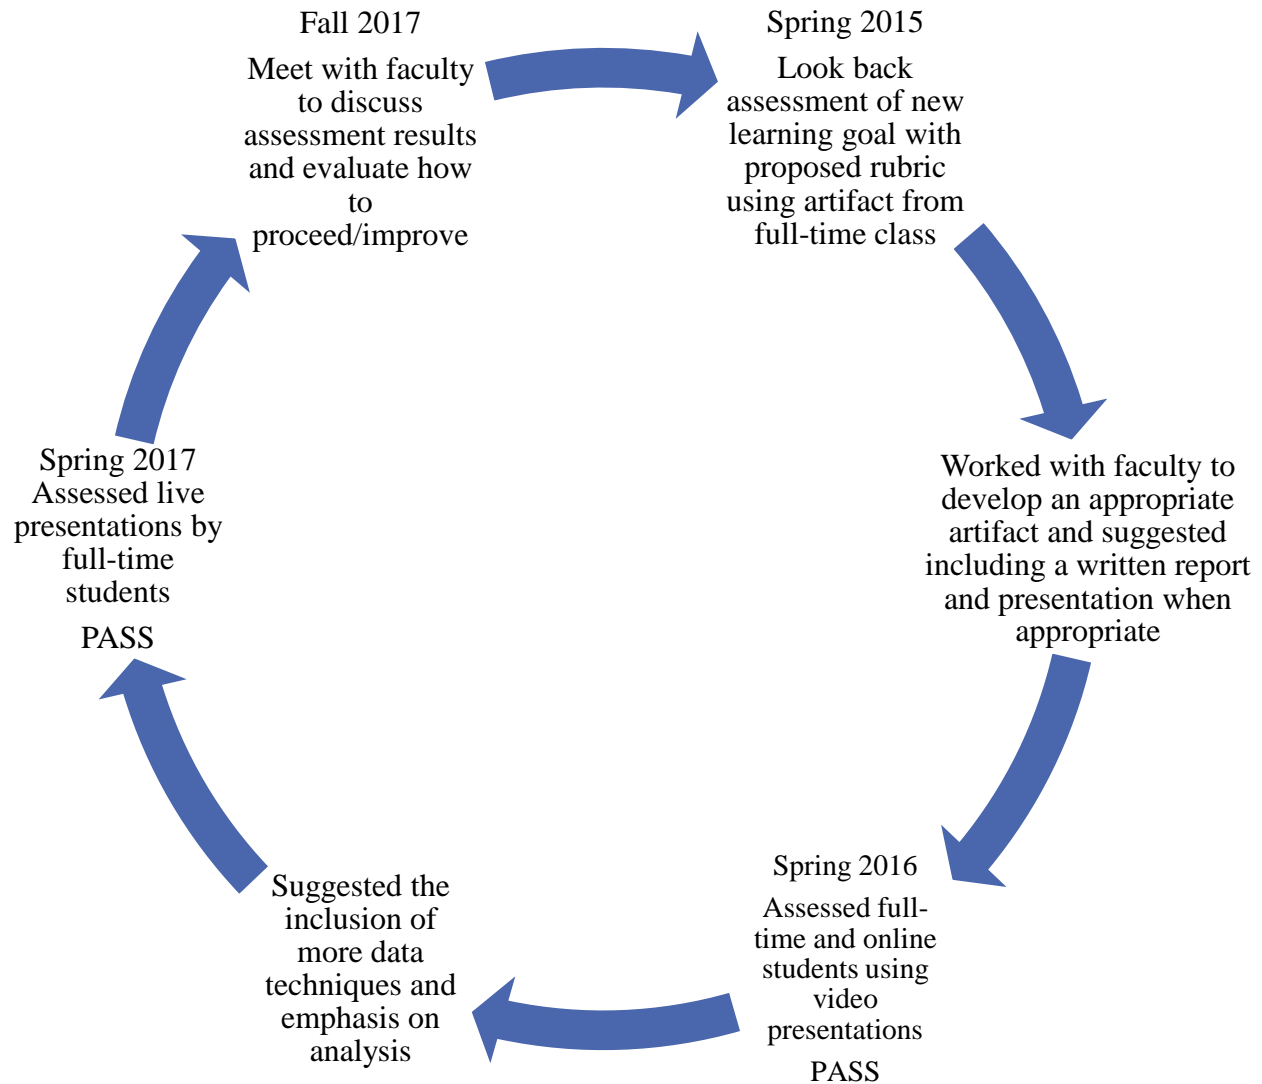 Fall 2017
Meet with faculty
to discuss
assessment results
and evaluate how
to
proceed/improve
Spring 2015
Look back
assessment of new
learning goal with
proposed rubric
using artifact from
full-time class
Worked with faculty to
develop an appropriate
artifact and suggested
including a written report
and presentation when
appropriate
Spring 2016
Assessed full-
time and online
students using
video
presentations
PASS
Suggested the
inclusion of
more data
techniques and
emphasis on
analysis
Spring 2017
Assessed live
presentations by
full-time
students
PASS